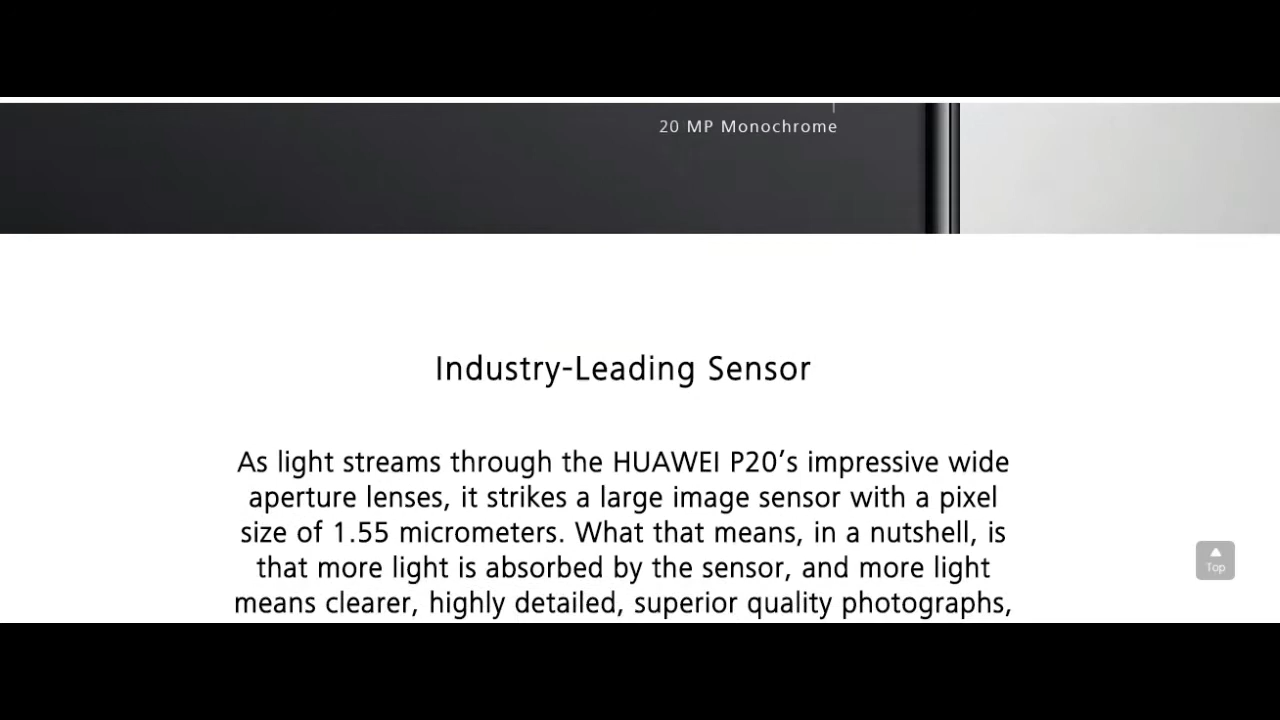 20 MP Monochrome
Industry-Leading Sensor
As light streams through the HUAWEI P20’s impressive wide
aperture lenses, it strikes a large image sensor with a pixel
size of 1.55 micrometers. What that means, in a nutshell, is
that more light is absorbed by the sensor, and more light
means clearer, highly detailed, superior quality photographs,
Top